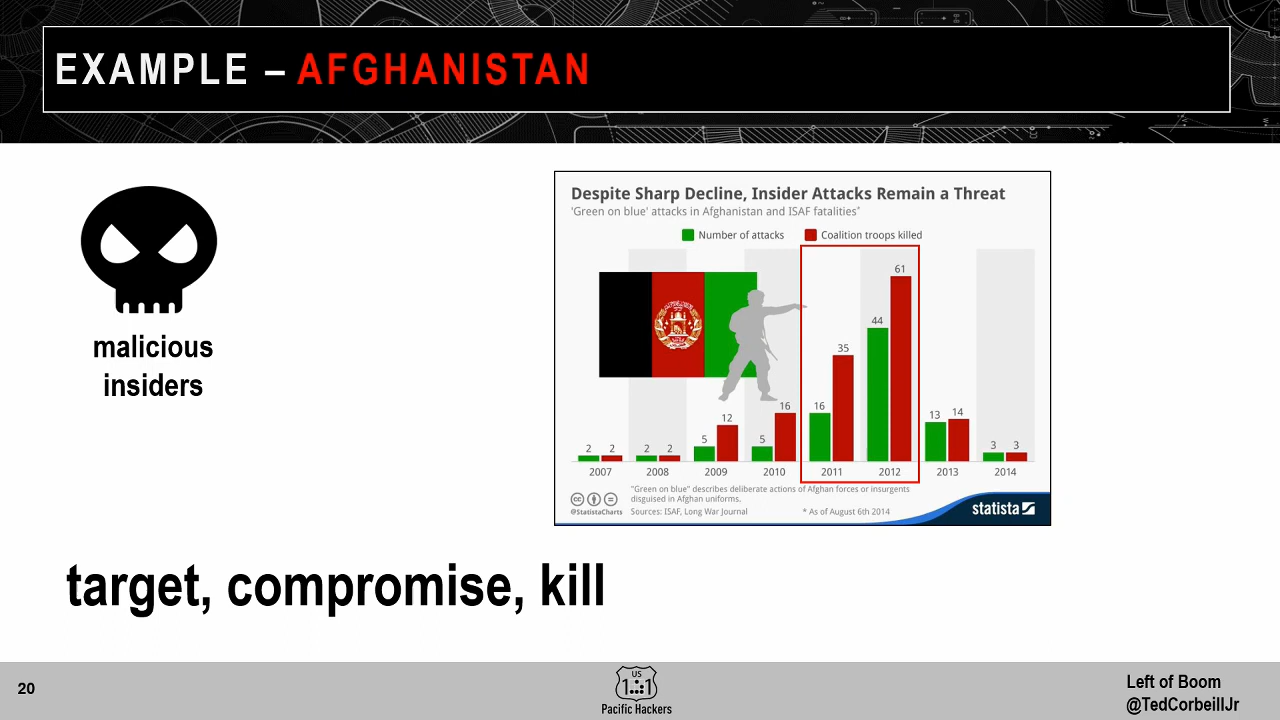 EXAMPLE – AFGHANISTAN
malicious
insiders
Despite Sharp Decline, Insider Attacks Remain a Threat
'Green on blue' attacks in Afghanistan and ISAF fatalities*
Number of attacks Coalition troops killed
2 2 2 2 5 12 5 16 16 35 44 61 13 14 3 3
2007 2008 2009 2010 2011 2012 2013 2014
"Green on blue" describes deliberate actions of Afghan forces or insurgents
disguised in Afghan uniforms.
@StatistaCharts Sources: ISAF, Long War Journal * As of August 6th 2014
statista
target, compromise, kill
20
US
1 1
Pacific Hackers
Left of Boom
@TedCorbeillJr